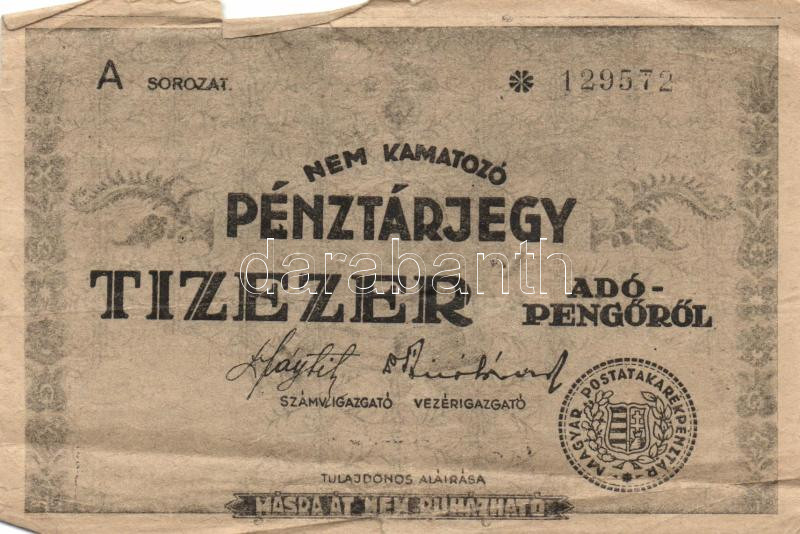 A SOROZAT. * 129572
NEM KAMATOZÓ
PÉNZTÁRJEGY
darabanth
TIZEZER ADÓ-
PENGŐRŐL
SZÁMV. IGAZGATÓ VEZÉRIGAZGATÓ
MAGYAR POSTATAKARÉKPÉNZTÁR
TULAJDONOS ALÁÍRÁSA
MÁSRA ÁT NEM RUHÁZHATÓ